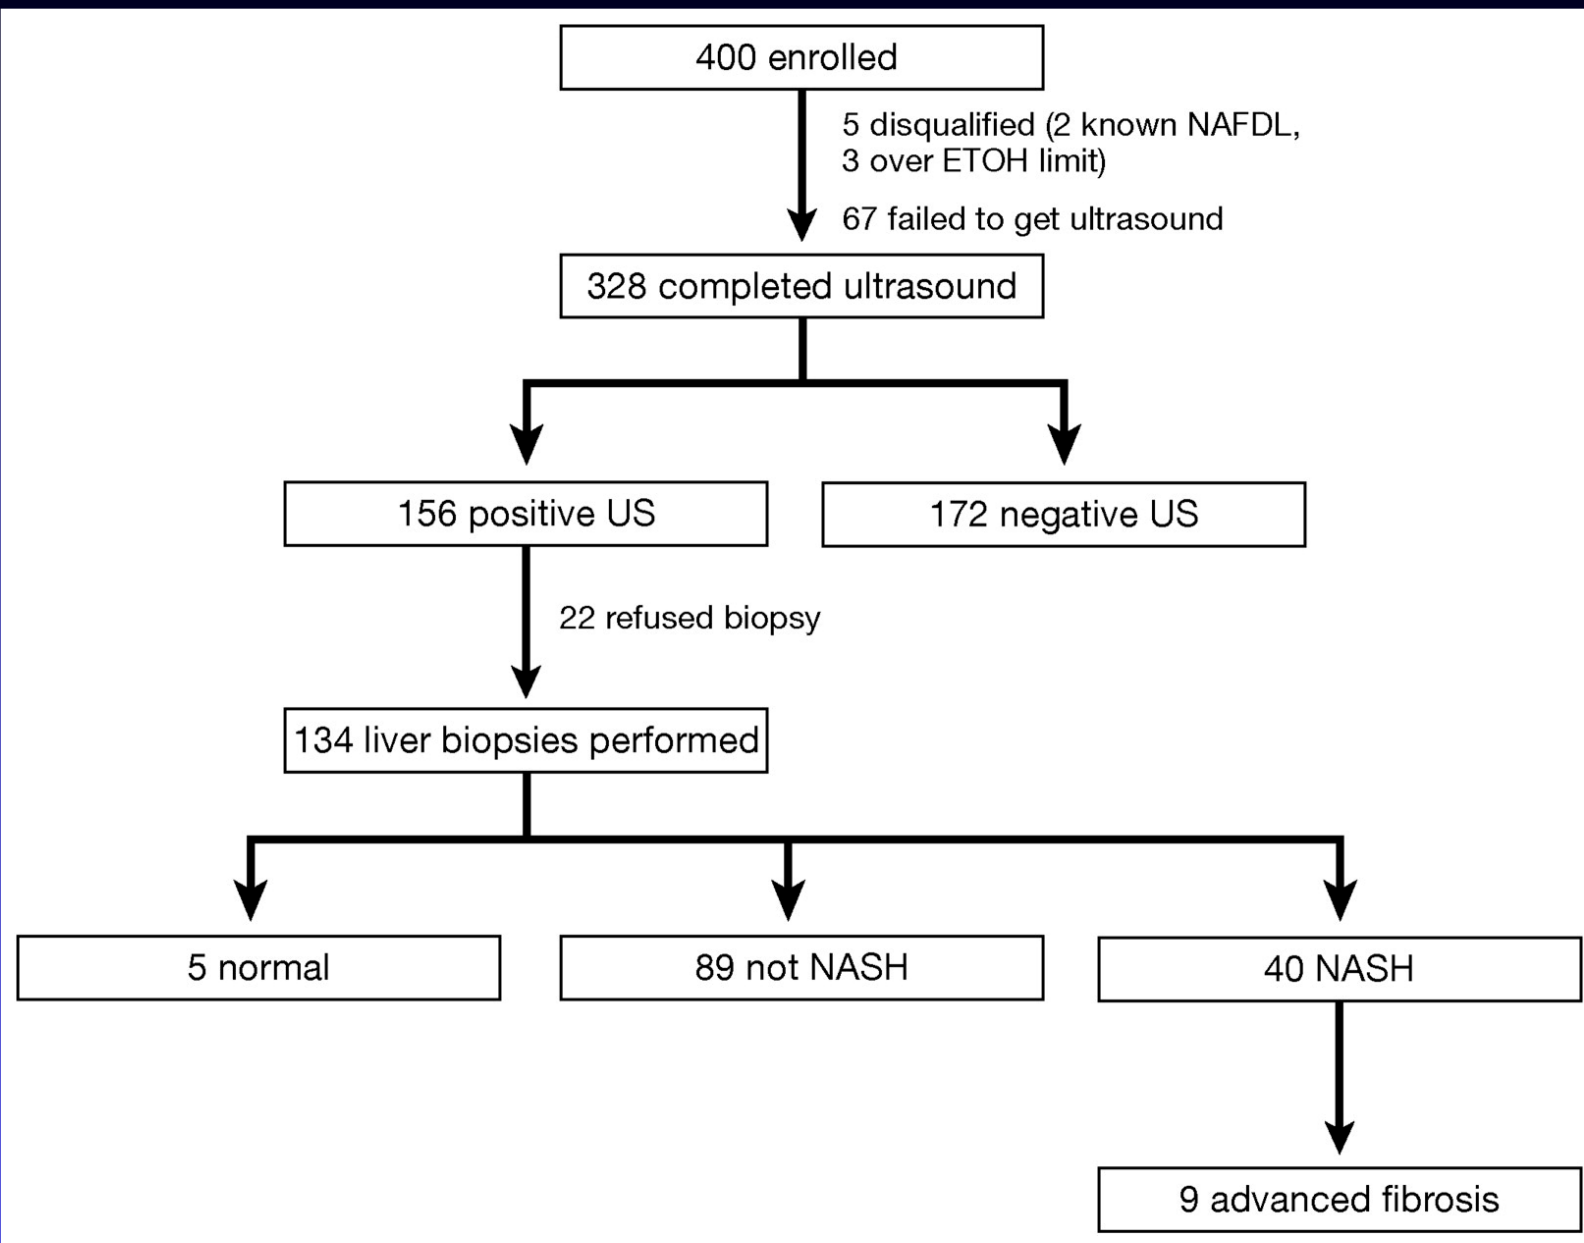 400 enrolled
5 disqualified (2 known NAFDL,
3 over ETOH limit)
67 failed to get ultrasound
328 completed ultrasound
156 positive US
172 negative US
22 refused biopsy
134 liver biopsies performed
5 normal
89 not NASH
40 NASH
9 advanced fibrosis